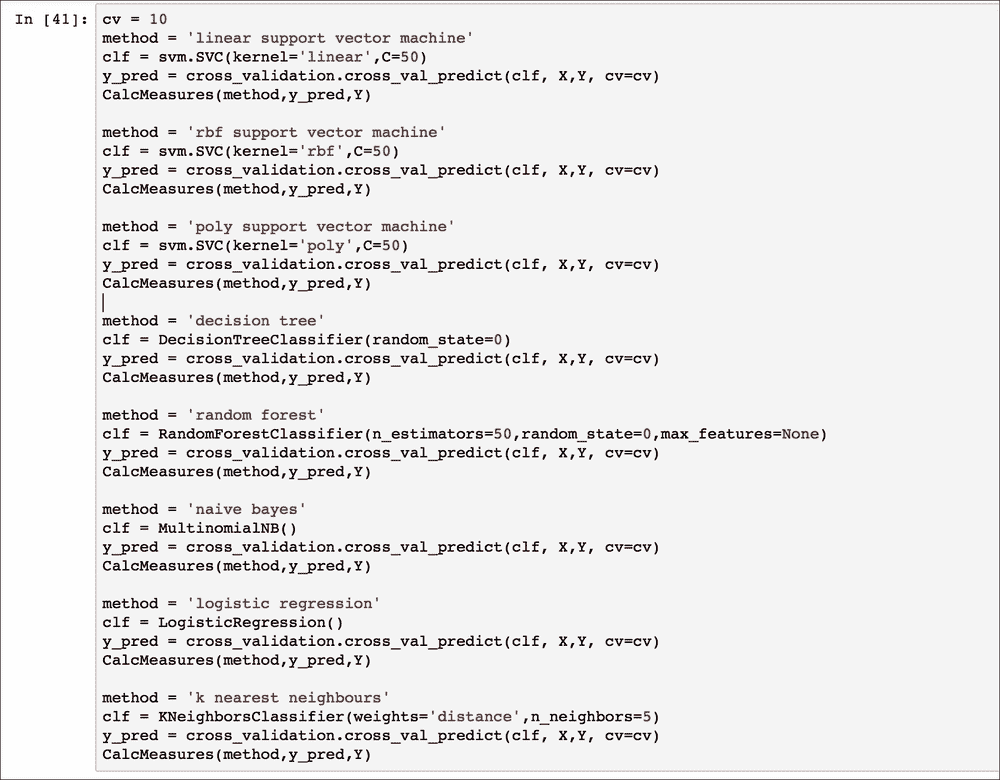 In [41]: cv = 10
method = 'linear support vector machine'
clf = svm.SVC(kernel='linear',C=50)
y_pred = cross_validation.cross_val_predict(clf, X,Y, cv=cv)
CalcMeasures(method,y_pred,Y)
method = 'rbf support vector machine'
clf = svm.SVC(kernel='rbf',C=50)
y_pred = cross_validation.cross_val_predict(clf, X,Y, cv=cv)
CalcMeasures(method,y_pred,Y)
method = 'poly support vector machine'
clf = svm.SVC(kernel='poly',C=50)
y_pred = cross_validation.cross_val_predict(clf, X,Y, cv=cv)
CalcMeasures(method,y_pred,Y)
method = 'decision tree'
clf = DecisionTreeClassifier(random_state=0)
y_pred = cross_validation.cross_val_predict(clf, X,Y, cv=cv)
CalcMeasures(method,y_pred,Y)
method = 'random forest'
clf = RandomForestClassifier(n_estimators=50,random_state=0,max_features=None)
y_pred = cross_validation.cross_val_predict(clf, X,Y, cv=cv)
CalcMeasures(method,y_pred,Y)
method = 'naive bayes'
clf = MultinomialNB()
y_pred = cross_validation.cross_val_predict(clf, X,Y, cv=cv)
CalcMeasures(method,y_pred,Y)
method = 'logistic regression'
clf = LogisticRegression()
y_pred = cross_validation.cross_val_predict(clf, X,Y, cv=cv)
CalcMeasures(method,y_pred,Y)
method = 'k nearest neighbours'
clf = KNeighborsClassifier(weights='distance',n_neighbors=5)
y_pred = cross_validation.cross_val_predict(clf, X,Y, cv=cv)
CalcMeasures(method,y_pred,Y)